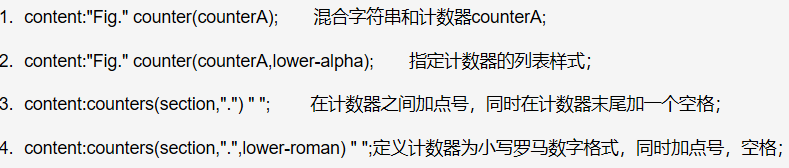 1. content:"Fig." counter(counterA); 混合字符串和计数器counterA;
2. content:"Fig." counter(counterA,lower-alpha); 指定计数器的列表样式；
3. content:counters(section,".") " "; 在计数器之间加点号，同时在计数器末尾加一个空格；
4. content:counters(section,".",lower-roman) " ";定义计数器为小写罗马数字格式，同时加点号，空格；